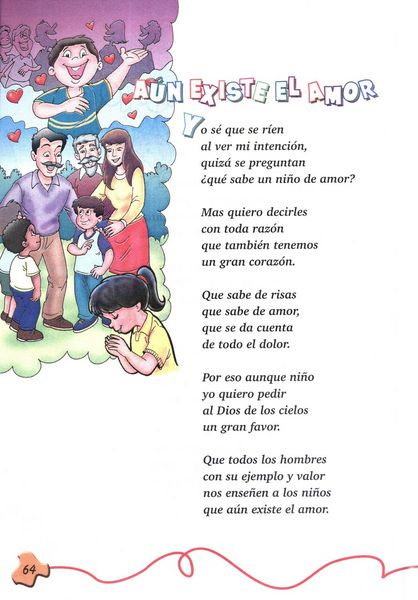 AÚN EXISTE EL AMOR
Yo sé que se ríen
al ver mi intención,
quizá se preguntan
¿qué sabe un niño de amor?
Mas quiero decirles
con toda razón
que también tenemos
un gran corazón.
Que sabe de risas
que sabe de amor,
que se da cuenta
de todo el dolor.
Por eso aunque niño
yo quiero pedir
al Dios de los cielos
un gran favor.
Que todos los hombres
con su ejemplo y valor
nos enseñen a los niños
que aún existe el amor.
64